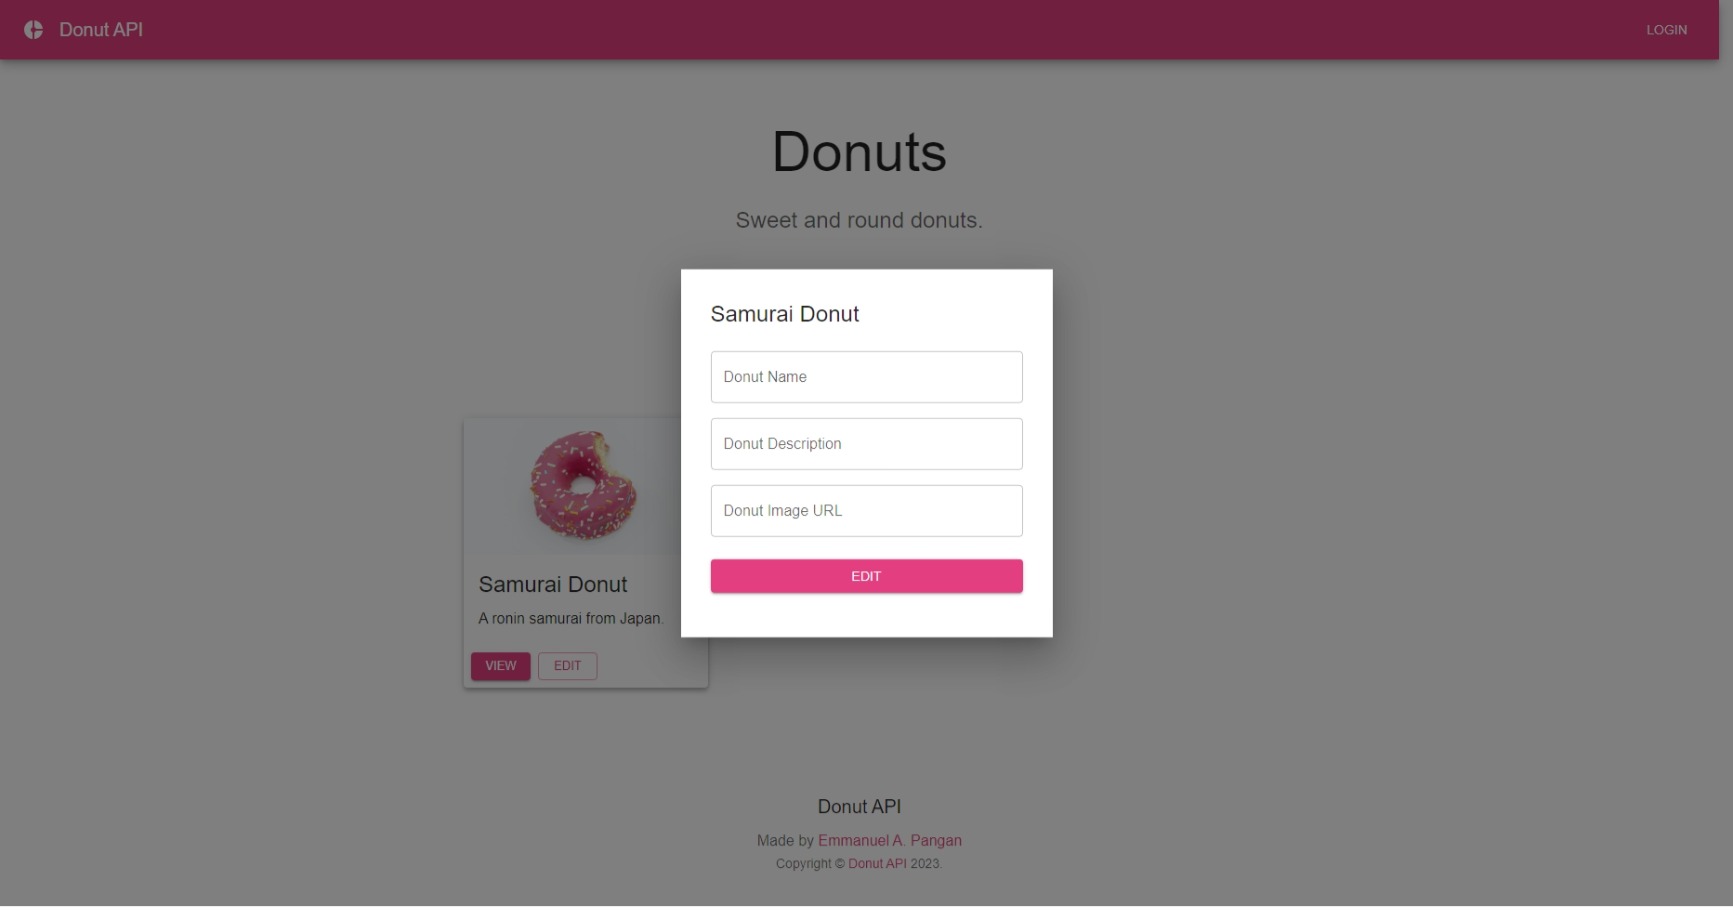 Donut API
LOGIN
Donuts
Sweet and round donuts.
Samurai Donut
Donut Name
Donut Description
Donut Image URL
EDIT
Samurai Donut
A ronin samurai from Japan.
VIEW
EDIT
Donut API
Made by Emmanuel A. Pangan
Copyright © Donut API 2023.